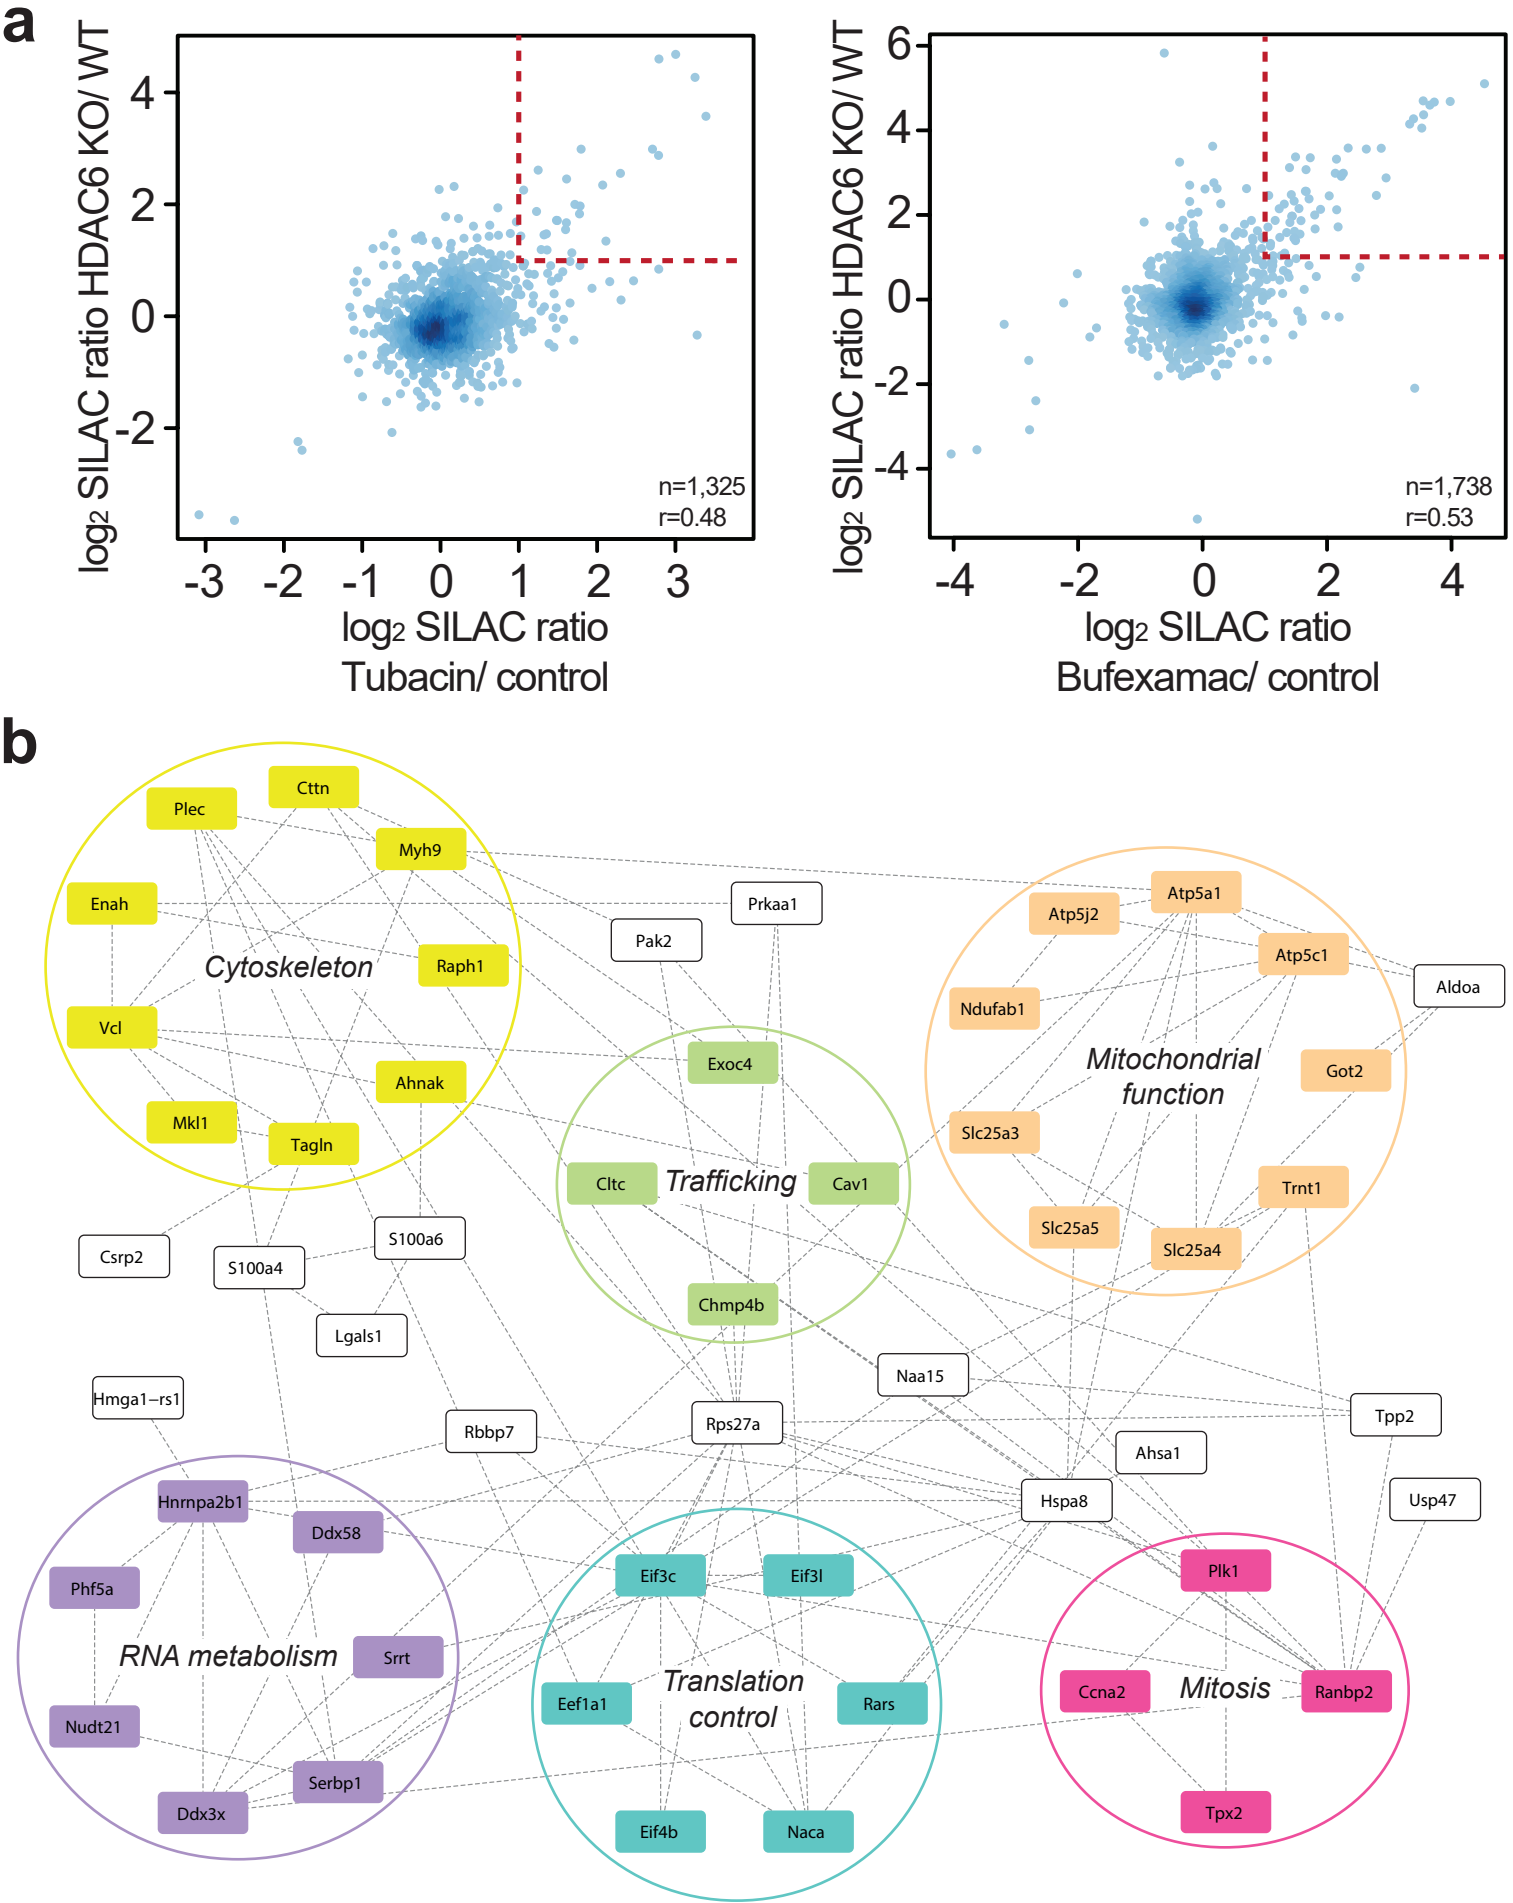 a
log2 SILAC ratio HDAC6 KO/ WT
4
2
0
-2
n=1,325
r=0.48
-3 -2 -1 0 1 2 3
log2 SILAC ratio
Tubacin/ control
log2 SILAC ratio HDAC6 KO/ WT
6
4
2
0
-2
-4
n=1,738
r=0.53
-4 -2 0 2 4
log2 SILAC ratio
Bufexamac/ control
b
Cttn
Plec
Myh9
Enah
Raph1
Cytoskeleton
Vcl
Ahnak
Mkl1
Tagln
Prkaa1
Pak2
Exoc4
Cltc
Trafficking
Cav1
Chmp4b
Atp5a1
Atp5j2
Atp5c1
Aldoa
Ndufab1
Mitochondrial
function
Got2
Slc25a3
Trnt1
Slc25a5
Slc25a4
Csrp2
S100a4
S100a6
Lgals1
Hmga1−rs1
Rbbp7
Rps27a
Naa15
Tpp2
Ahsa1
Hspa8
Usp47
Hnrnpa2b1
Ddx58
Phf5a
RNA metabolism
Srrt
Nudt21
Serbp1
Ddx3x
Eif3c
Eif3l
Eef1a1
Translation
control
Rars
Eif4b
Naca
Plk1
Ccna2
Mitosis
Ranbp2
Tpx2